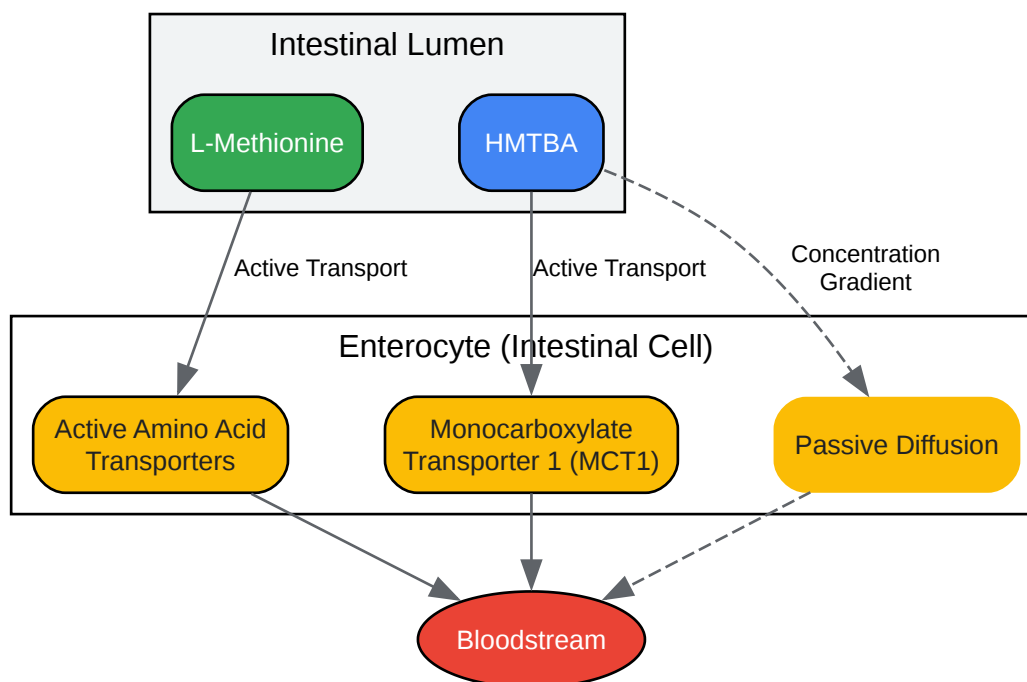 Intestinal Lumen
L-Methionine
HMTBA
Active Transport
Active Transport
Concentration
Gradient
Enterocyte (Intestinal Cell)
Active Amino Acid
Transporters
Monocarboxylate
Transporter 1 (MCT1)
Passive Diffusion
Bloodstream